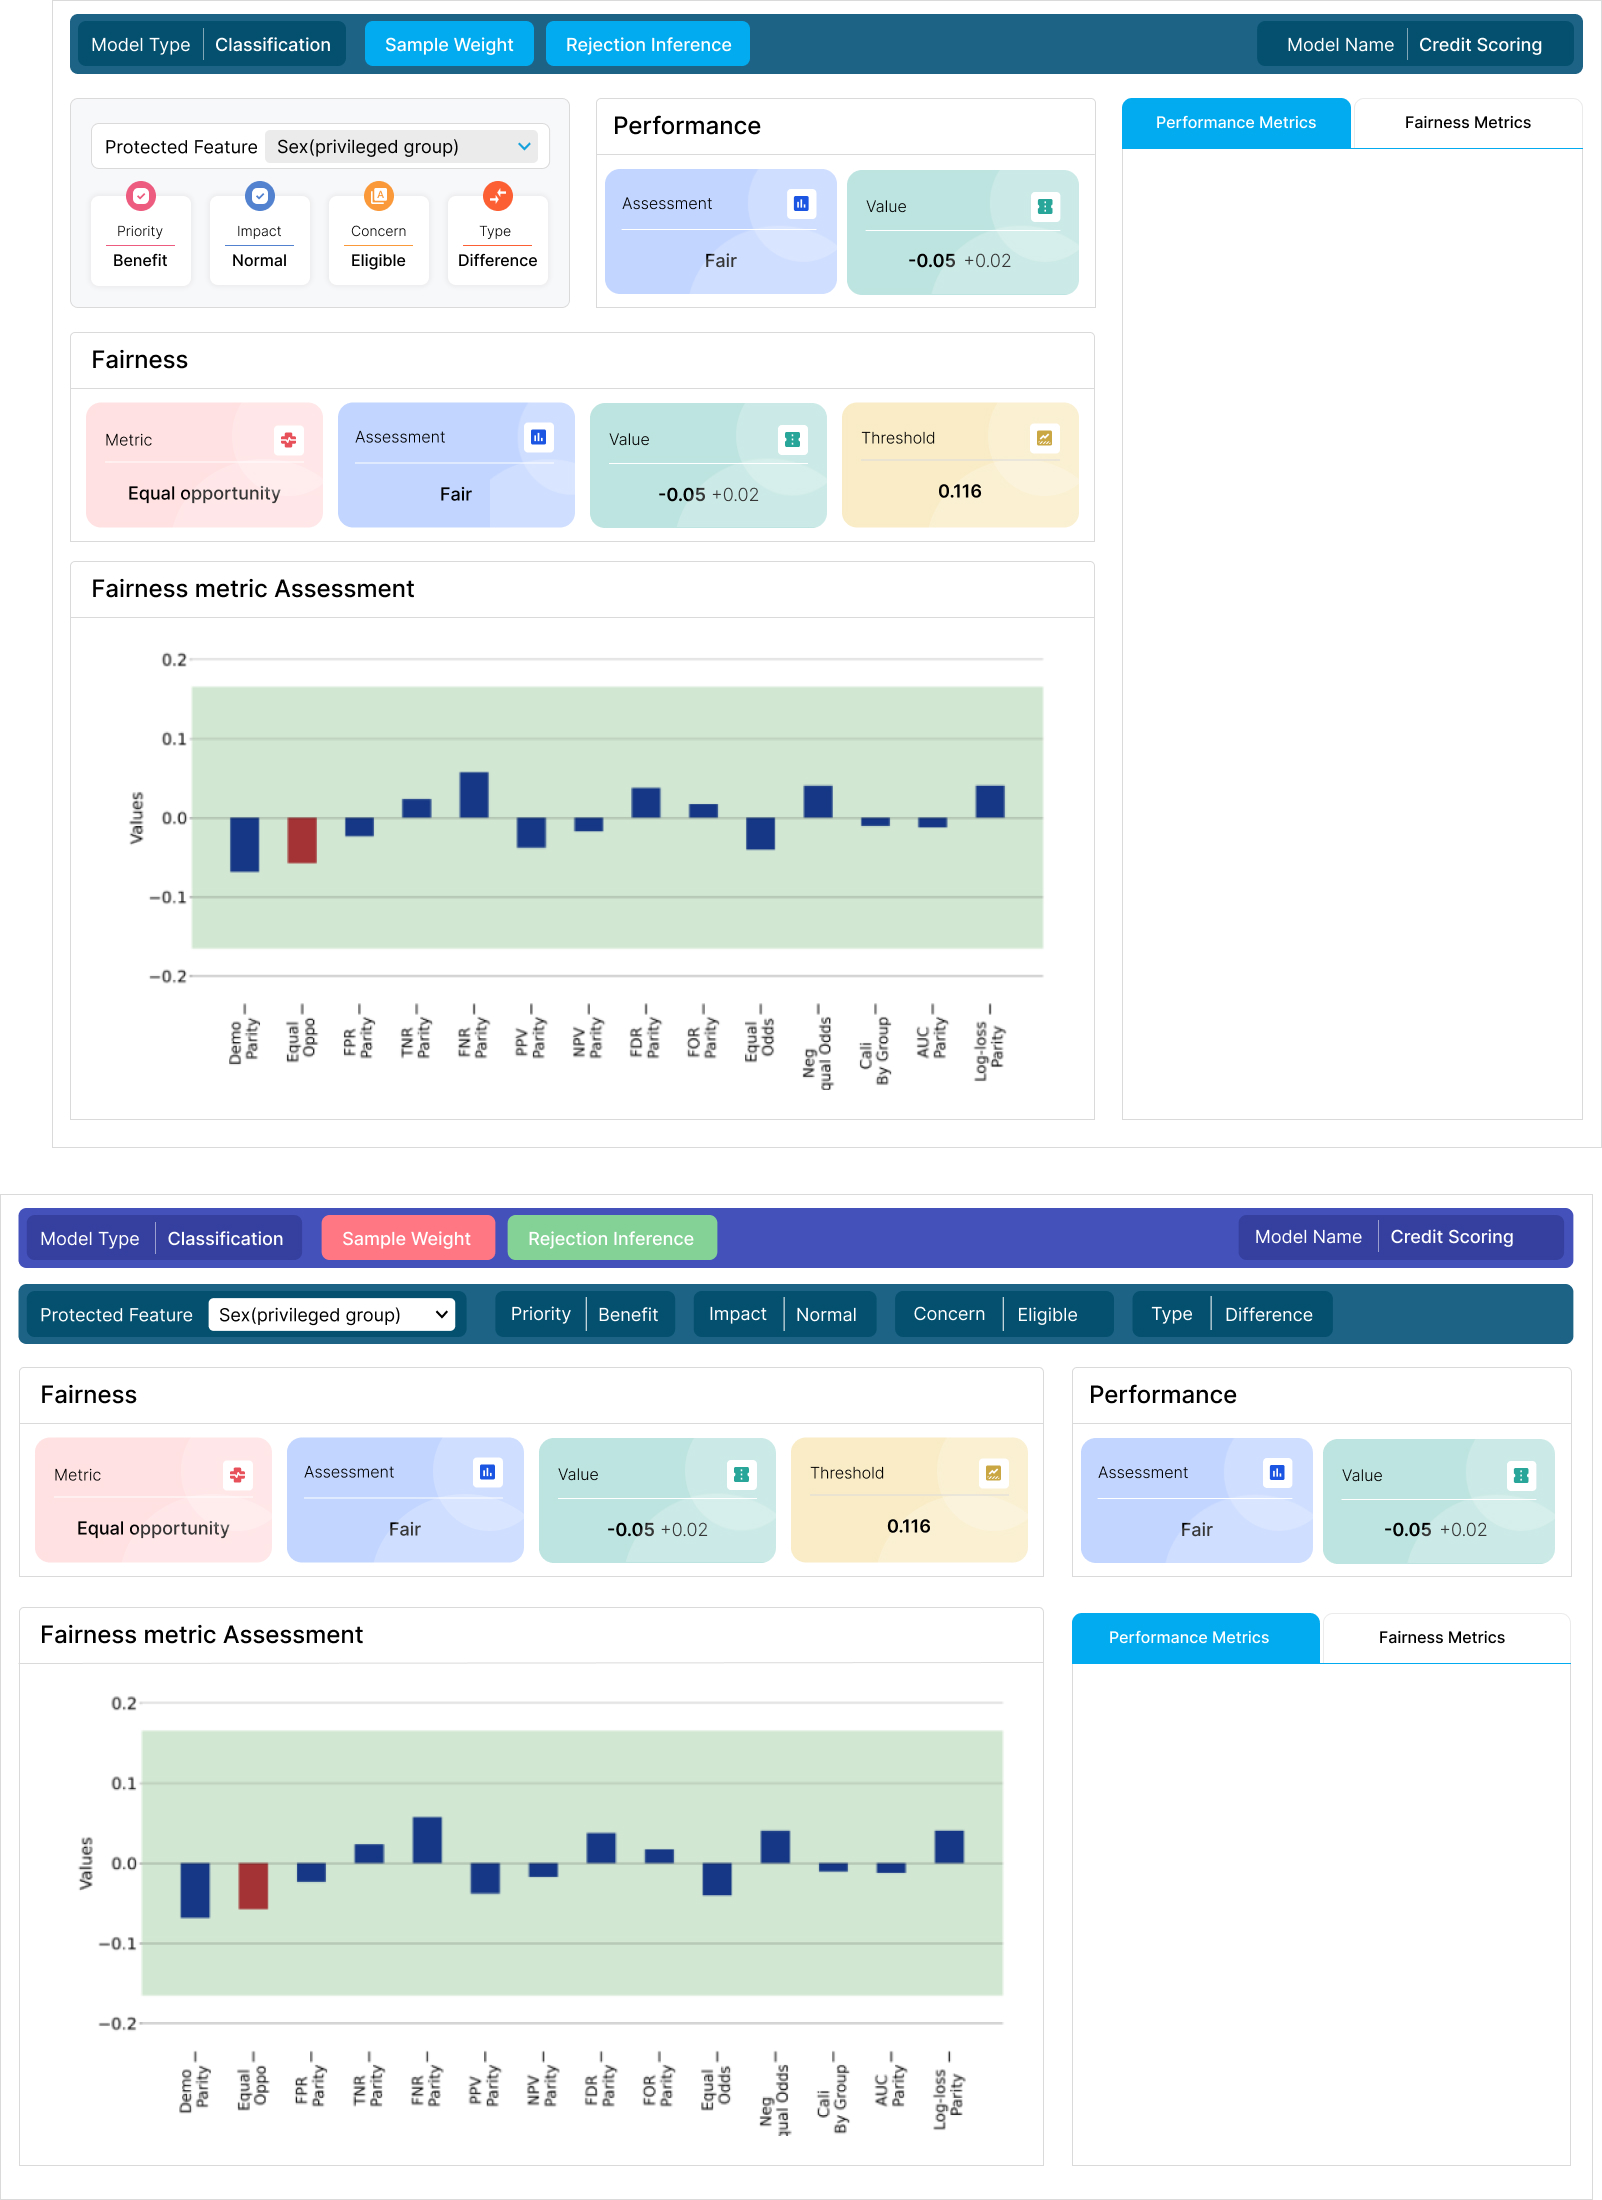 Model Type Classification Sample Weight Rejection Inference Model Name Credit Scoring
Protected Feature Sex(privileged group)
Priority Impact Concern Type
Benefit Normal Eligible Difference
Performance
Assessment Value
Fair -0.05 +0.02
Performance Metrics Fairness Metrics
Fairness
Metric Assessment Value Threshold
Equal opportunity Fair -0.05 +0.02 0.116
Fairness metric Assessment
0.2
0.1
0.0
−0.1
−0.2
Values
Demo
Parity
Equal
Oppo
FPR
Parity
TNR
Parity
FNR
Parity
PPV
Parity
NPV
Parity
FDR
Parity
FOR
Parity
Equal
Odds
Neg
qual Odds
Cali
By Group
AUC
Parity
Log-loss
Parity
Model Type Classification Sample Weight Rejection Inference Model Name Credit Scoring
Protected Feature Sex(privileged group) Priority Benefit Impact Normal Concern Eligible Type Difference
Fairness
Metric Assessment Value Threshold
Equal opportunity Fair -0.05 +0.02 0.116
Performance
Assessment Value
Fair -0.05 +0.02
Fairness metric Assessment
0.2
0.1
0.0
−0.1
−0.2
Values
Demo
Parity
Equal
Oppo
FPR
Parity
TNR
Parity
FNR
Parity
PPV
Parity
NPV
Parity
FDR
Parity
FOR
Parity
Equal
Odds
Neg
qual Odds
Cali
By Group
AUC
Parity
Log-loss
Parity
Performance Metrics Fairness Metrics